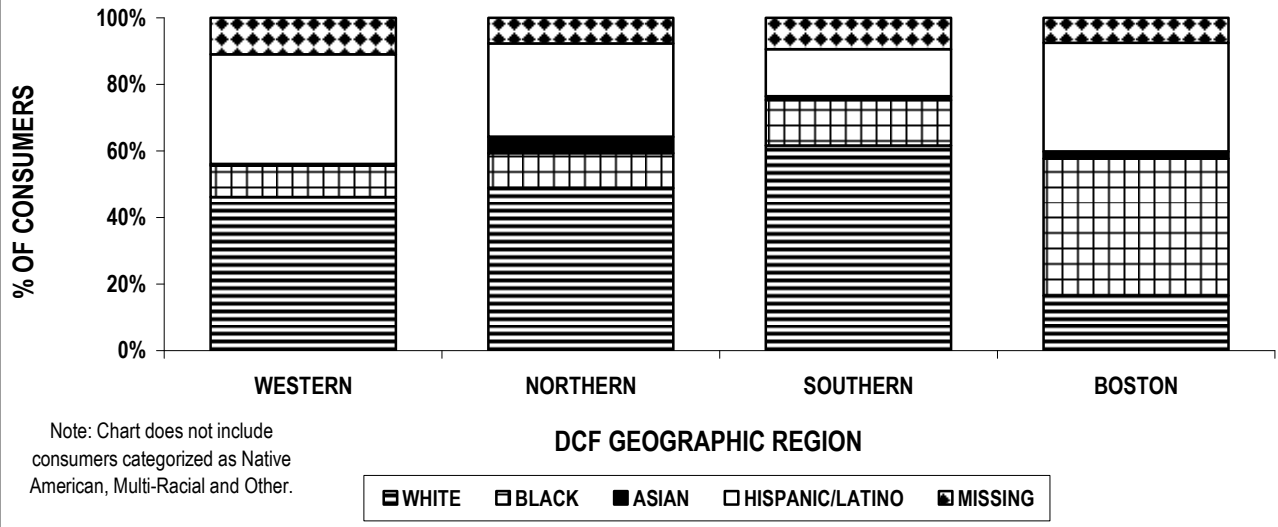 % OF CONSUMERS
100%
80%
60%
40%
20%
0%
WESTERN
NORTHERN
SOUTHERN
BOSTON
DCF GEOGRAPHIC REGION
Note: Chart does not include
consumers categorized as Native
American, Multi-Racial and Other.
WHITE BLACK ASIAN HISPANIC/LATINO MISSING